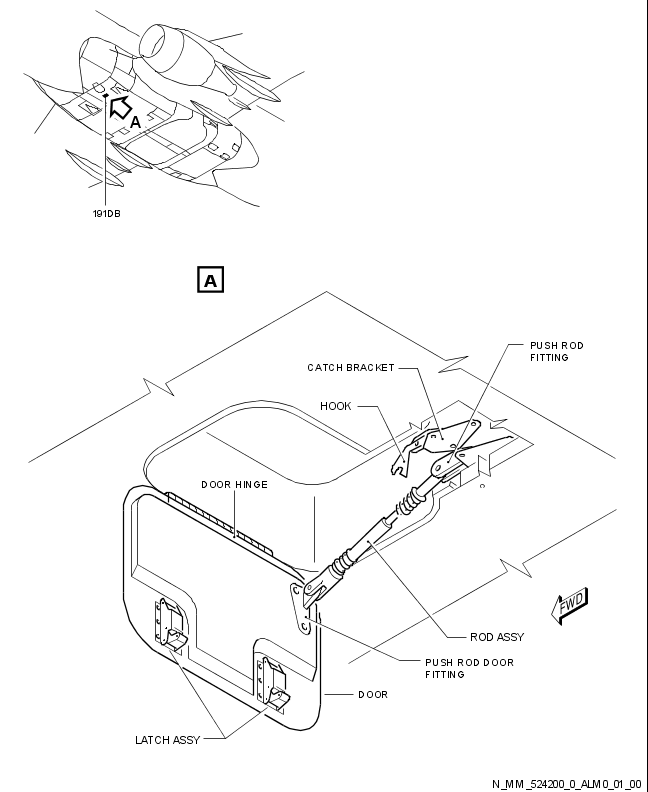 A
191DB
A
PUSH ROD
FITTING
CATCH BRACKET
HOOK
DOOR HINGE
FWD
ROD ASSY
PUSH ROD DOOR
FITTING
DOOR
LATCH ASSY
N_MM_524200_0_ALM0_01_00